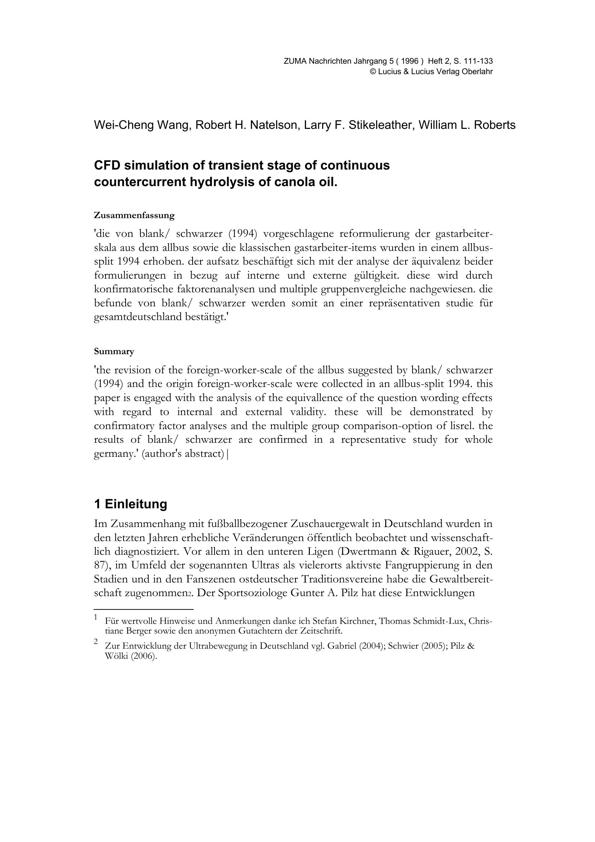 ZUMA Nachrichten Jahrgang 5 ( 1996 ) Heft 2, S. 111-133
© Lucius & Lucius Verlag Oberlahr
Wei-Cheng Wang, Robert H. Natelson, Larry F. Stikeleather, William L. Roberts
CFD simulation of transient stage of continuous
countercurrent hydrolysis of canola oil.
Zusammenfassung
'die von blank/ schwarzer (1994) vorgeschlagene reformulierung der gastarbeiter-
skala aus dem allbus sowie die klassischen gastarbeiter-items wurden in einem allbus-
split 1994 erhoben. der aufsatz beschäftigt sich mit der analyse der äquivalenz beider
formulierungen in bezug auf interne und externe gültigkeit. diese wird durch
konfirmatorische faktorenanalysen und multiple gruppenvergleiche nachgewiesen. die
befunde von blank/ schwarzer werden somit an einer repräsentativen studie für
gesamtdeutschland bestätigt.'
Summary
'the revision of the foreign-worker-scale of the allbus suggested by blank/ schwarzer
(1994) and the origin foreign-worker-scale were collected in an allbus-split 1994. this
paper is engaged with the analysis of the equivallence of the question wording effects
with regard to internal and external validity. these will be demonstrated by
confirmatory factor analyses and the multiple group comparison-option of lisrel. the
results of blank/ schwarzer are confirmed in a representative study for whole
germany.' (author's abstract)|
1 Einleitung
Im Zusammenhang mit fußballbezogener Zuschauergewalt in Deutschland wurden in
den letzten Jahren erhebliche Veränderungen öffentlich beobachtet und wissenschaft-
lich diagnostiziert. Vor allem in den unteren Ligen (Dwertmann & Rigauer, 2002, S.
87), im Umfeld der sogenannten Ultras als vielerorts aktivste Fangruppierung in den
Stadien und in den Fanszenen ostdeutscher Traditionsvereine habe die Gewaltbereit-
schaft zugenommen2. Der Sportsoziologe Gunter A. Pilz hat diese Entwicklungen
1 Für wertvolle Hinweise und Anmerkungen danke ich Stefan Kirchner, Thomas Schmidt-Lux, Chris-
tiane Berger sowie den anonymen Gutachtern der Zeitschrift.
2 Zur Entwicklung der Ultrabewegung in Deutschland vgl. Gabriel (2004); Schwier (2005); Pilz &
Wölki (2006).